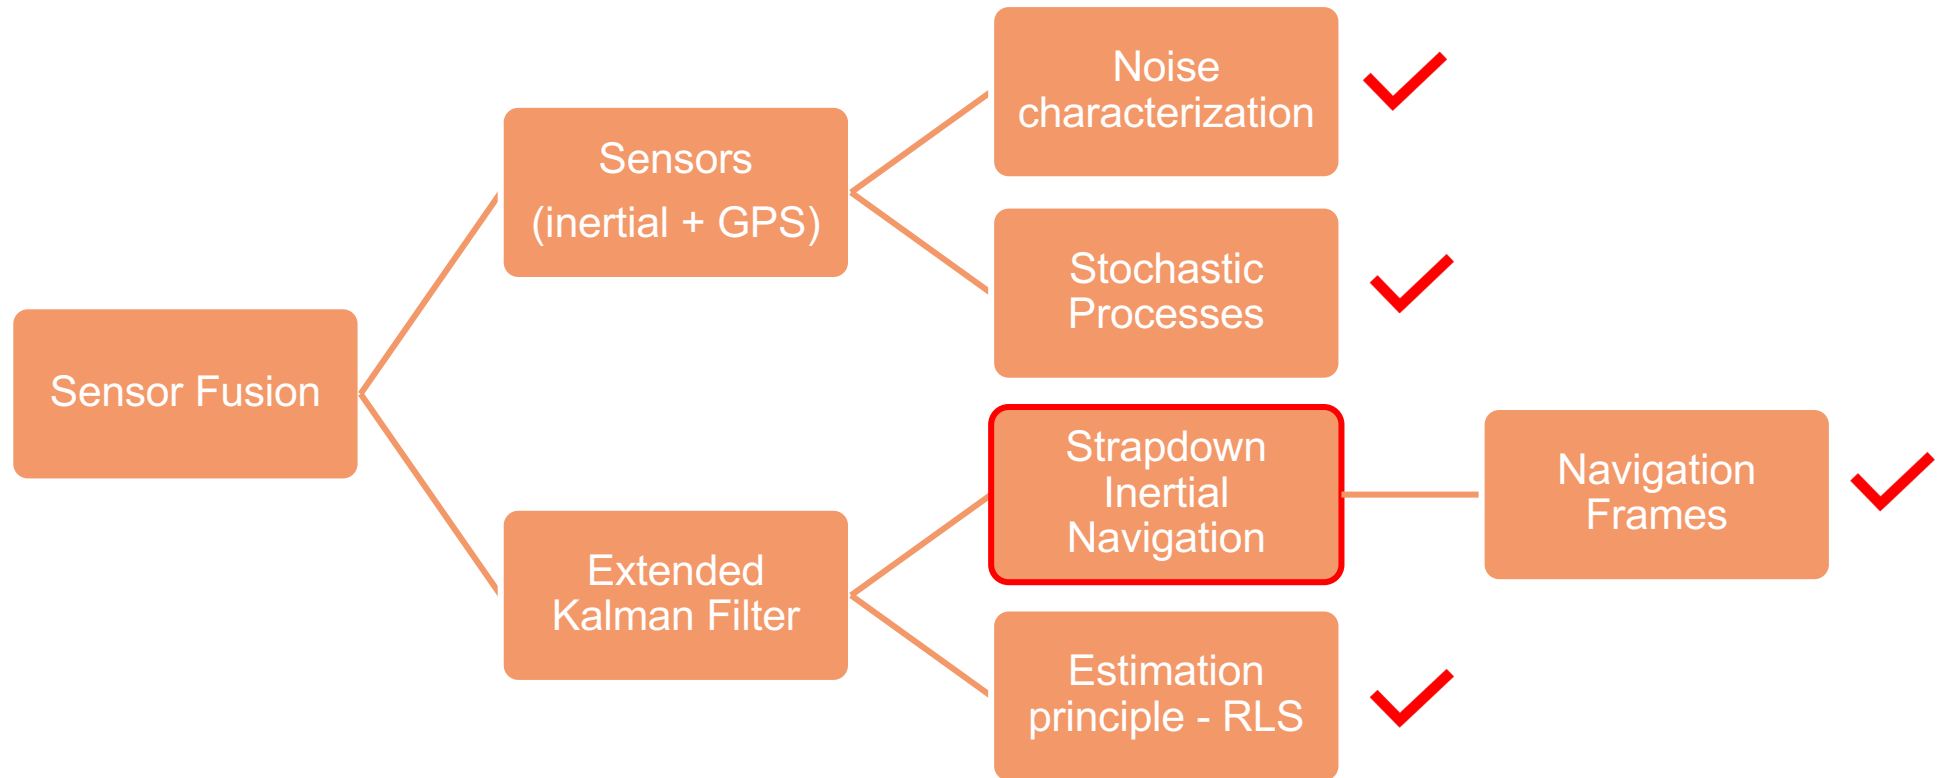 Sensor Fusion
Sensors
(inertial + GPS)
Noise
characterization
Stochastic
Processes
Extended
Kalman Filter
Strapdown
Inertial
Navigation
Navigation
Frames
Estimation
principle - RLS